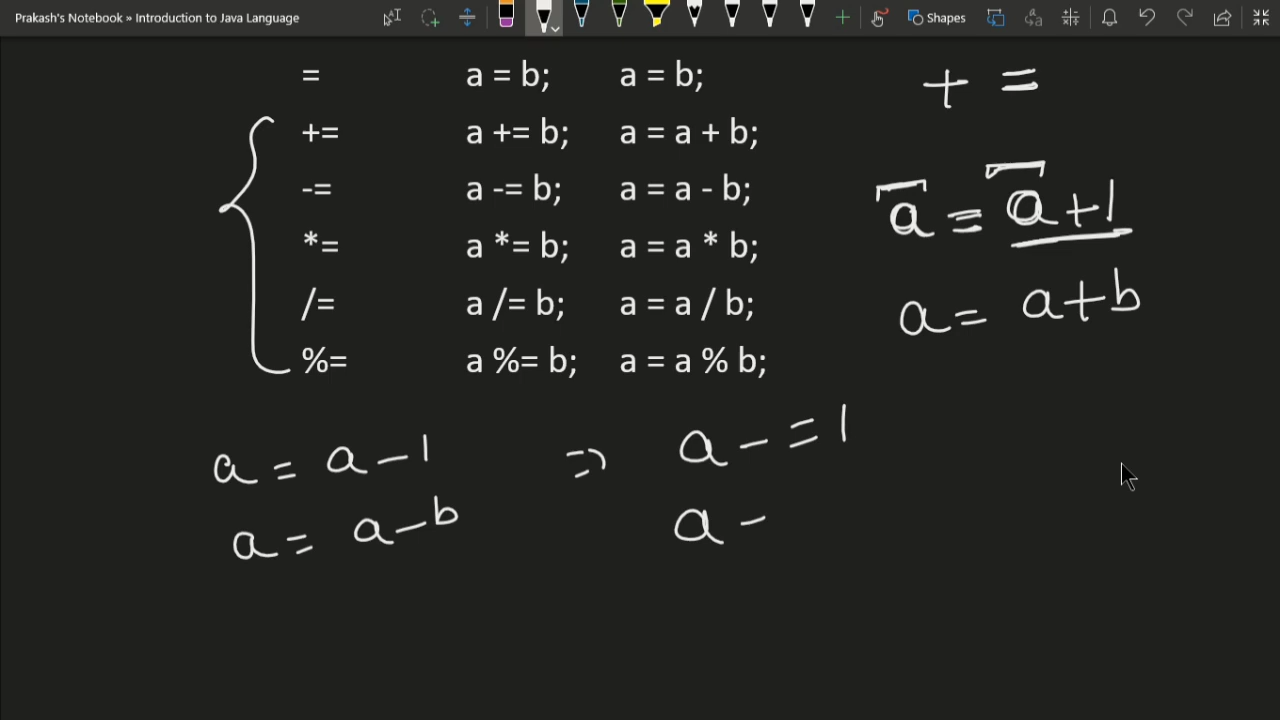 Prakash's Notebook » Introduction to Java Language
Shapes
= a = b; a = b;
+= a += b; a = a + b;
-= a -= b; a = a - b;
*= a *= b; a = a * b;
/= a /= b; a = a / b;
%= a %= b; a = a % b;
+ =
a = a+1
a = a+b
a = a-1 => a - = 1
a = a-b a -